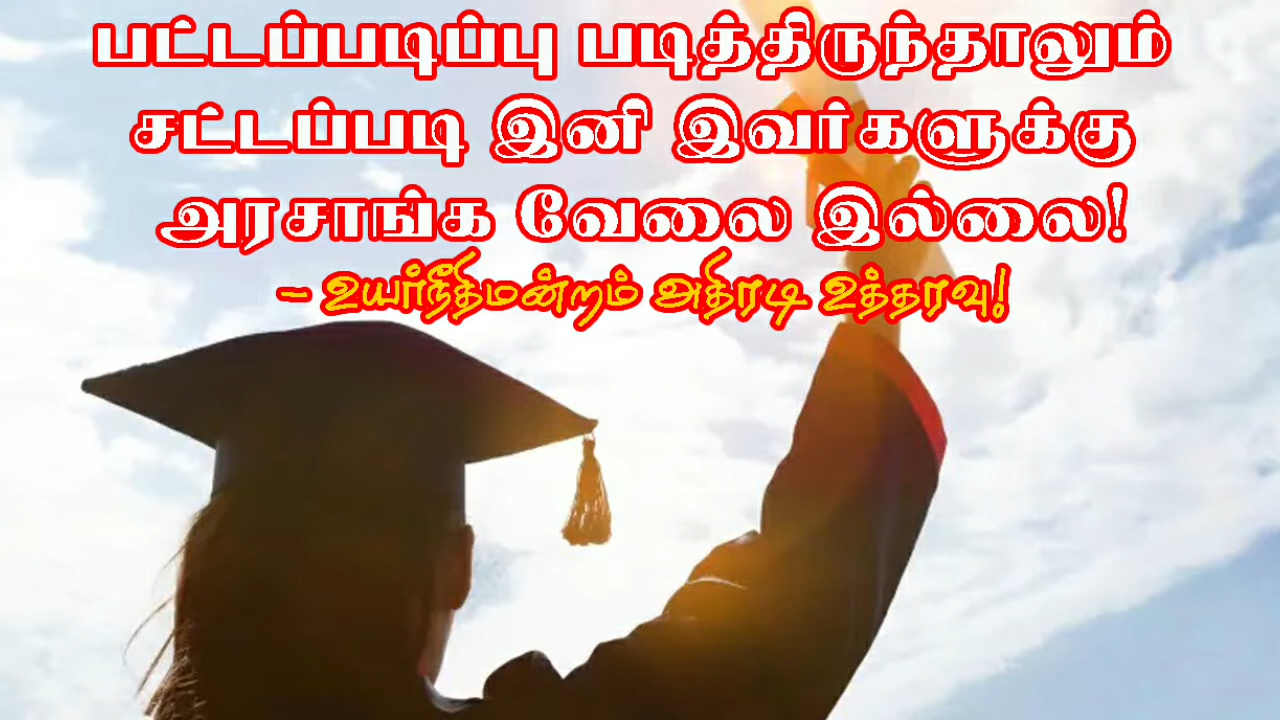 பட்டப்படிப்பு படித்திருந்தாலும்
சட்டப்படி இனி இவர்களுக்கு
அரசாங்க வேலை இல்லை!
- உயர்நீதிமன்றம் அதிரடி உத்தரவு!